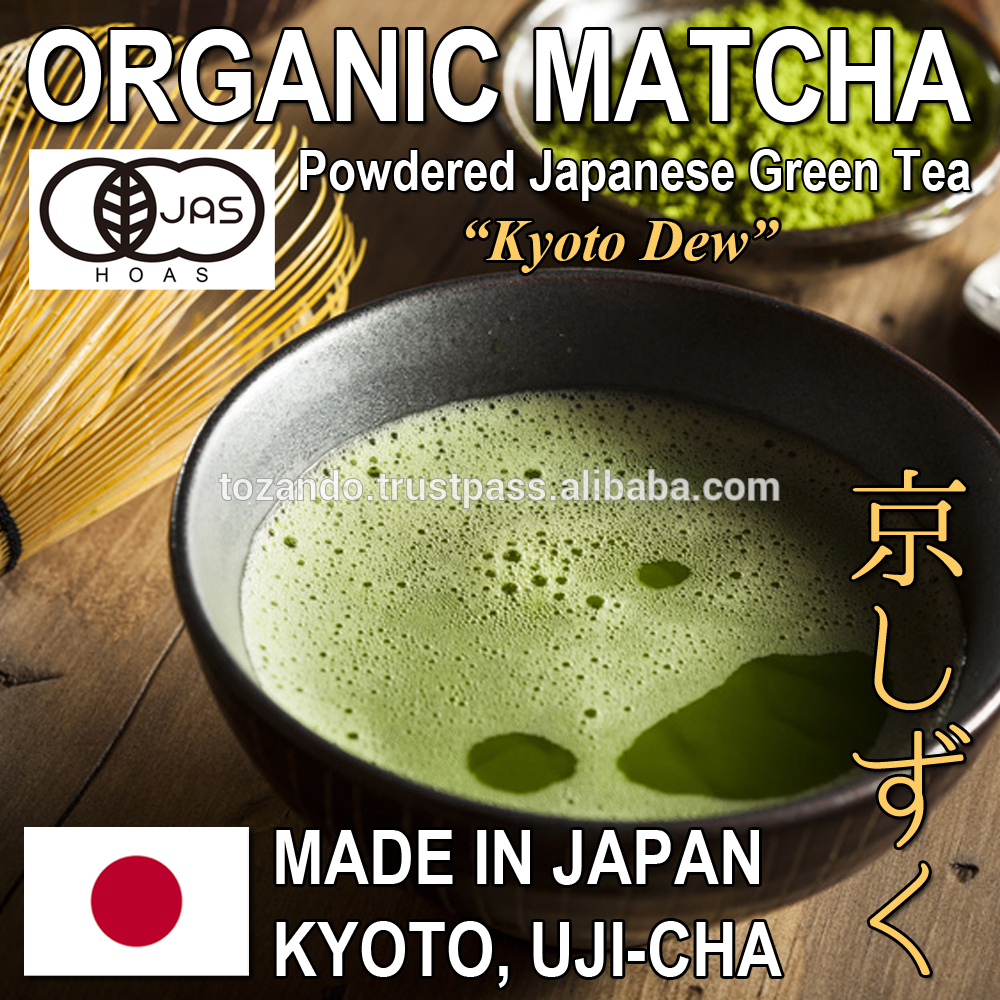 ORGANIC MATCHA
JAS
HOAS
Powdered Japanese Green Tea
“Kyoto Dew”
tozando.trustpass.alibaba.com
京しずく
MADE IN JAPAN
KYOTO, UJI-CHA